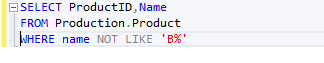 SELECT ProductID,Name
FROM Production.Product
WHERE name NOT LIKE 'B%'